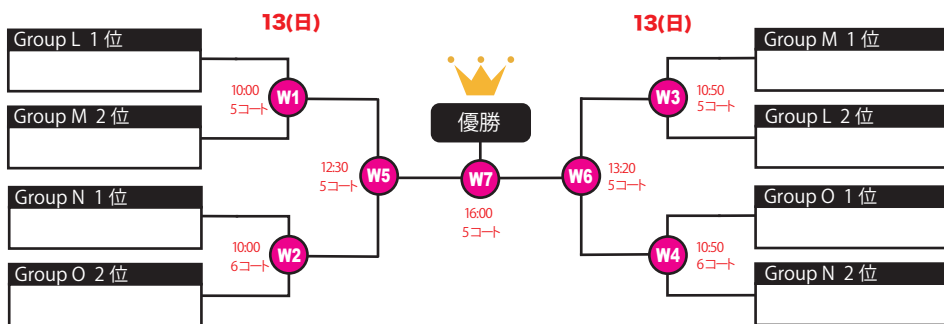 13(日)
13(日)
Group L 1 位
Group M 1 位
10:00
5コート
W1
W3
10:50
5コート
Group M 2 位
優勝
Group L 2 位
12:30
5コート
W5
W7
W6
13:20
5コート
Group N 1 位
Group O 1 位
16:00
5コート
10:00
6コート
W2
W4
10:50
6コート
Group O 2 位
Group N 2 位